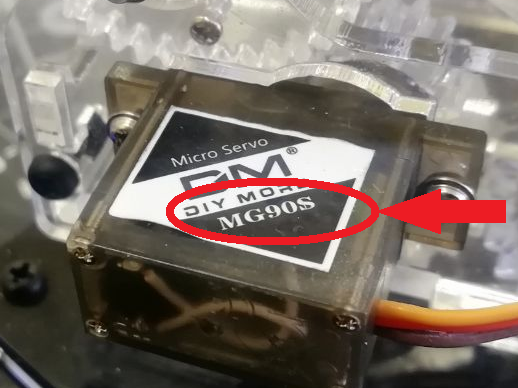 Micro Servo
DM®
DIY MORE
MG90S